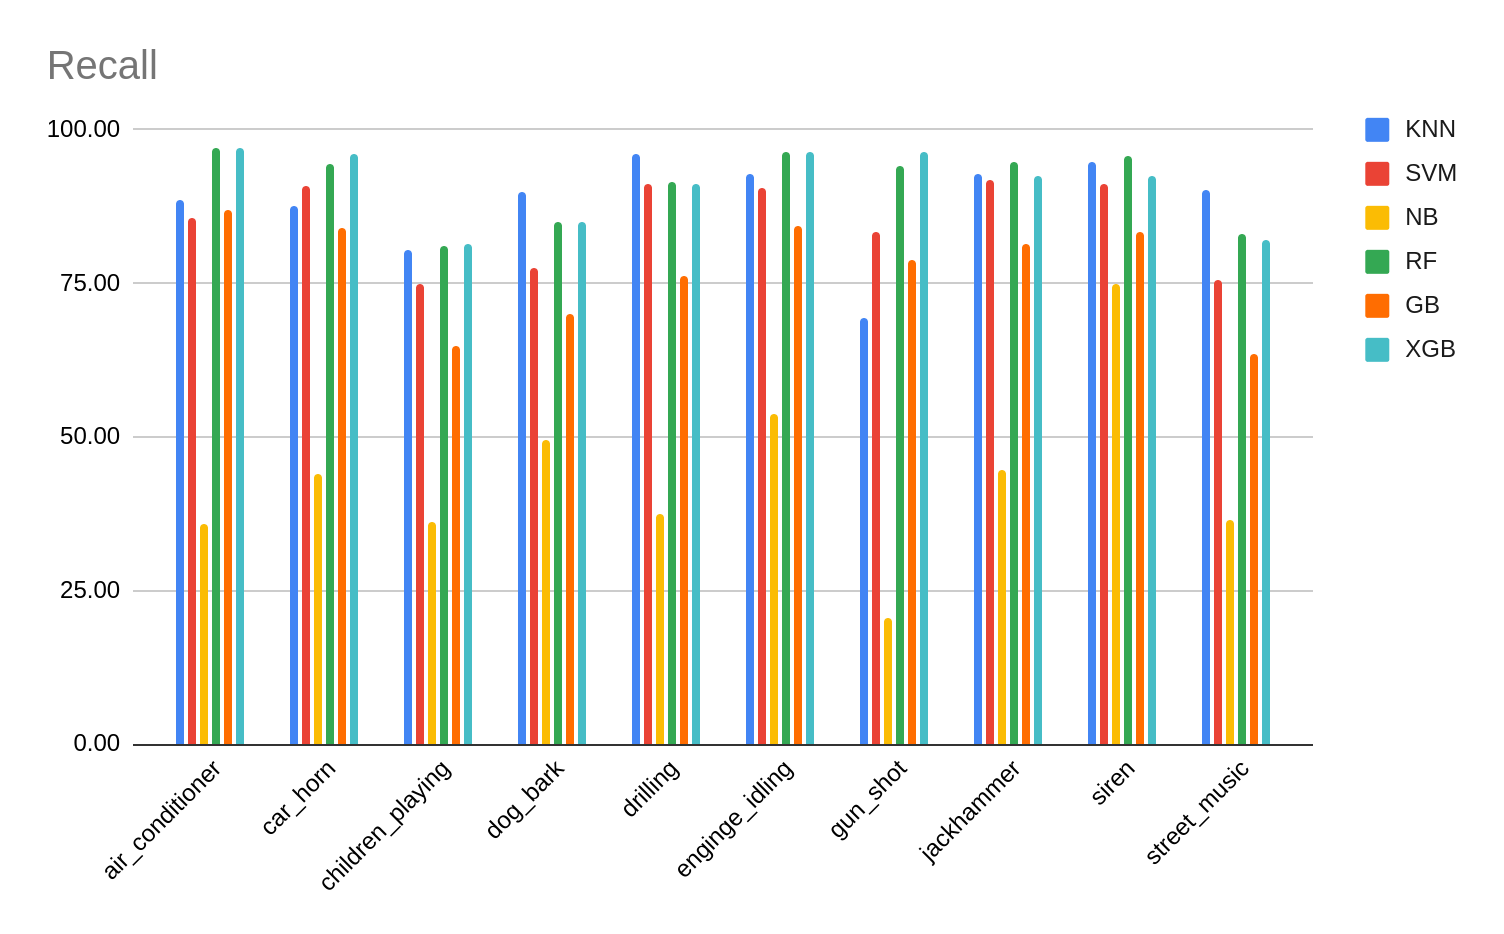 Recall
100.00
75.00
50.00
25.00
0.00
air_conditioner
car_horn
children_playing
dog_bark
drilling
enginge_idling
gun_shot
jackhammer
siren
street_music
KNN
SVM
NB
RF
GB
XGB